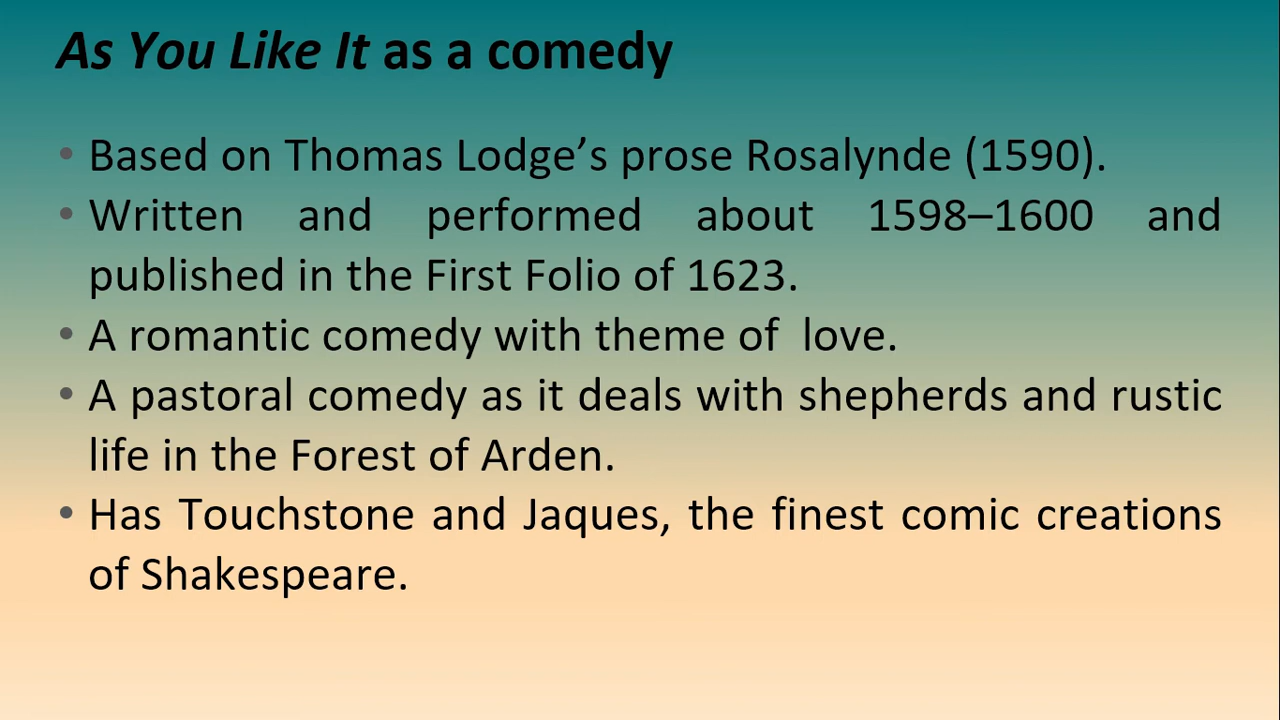 As You Like It as a comedy
• Based on Thomas Lodge’s prose Rosalynde (1590).
• Written and performed about 1598–1600 and
published in the First Folio of 1623.
• A romantic comedy with theme of  love.
• A pastoral comedy as it deals with shepherds and rustic
life in the Forest of Arden.
• Has Touchstone and Jaques, the finest comic creations
of Shakespeare.